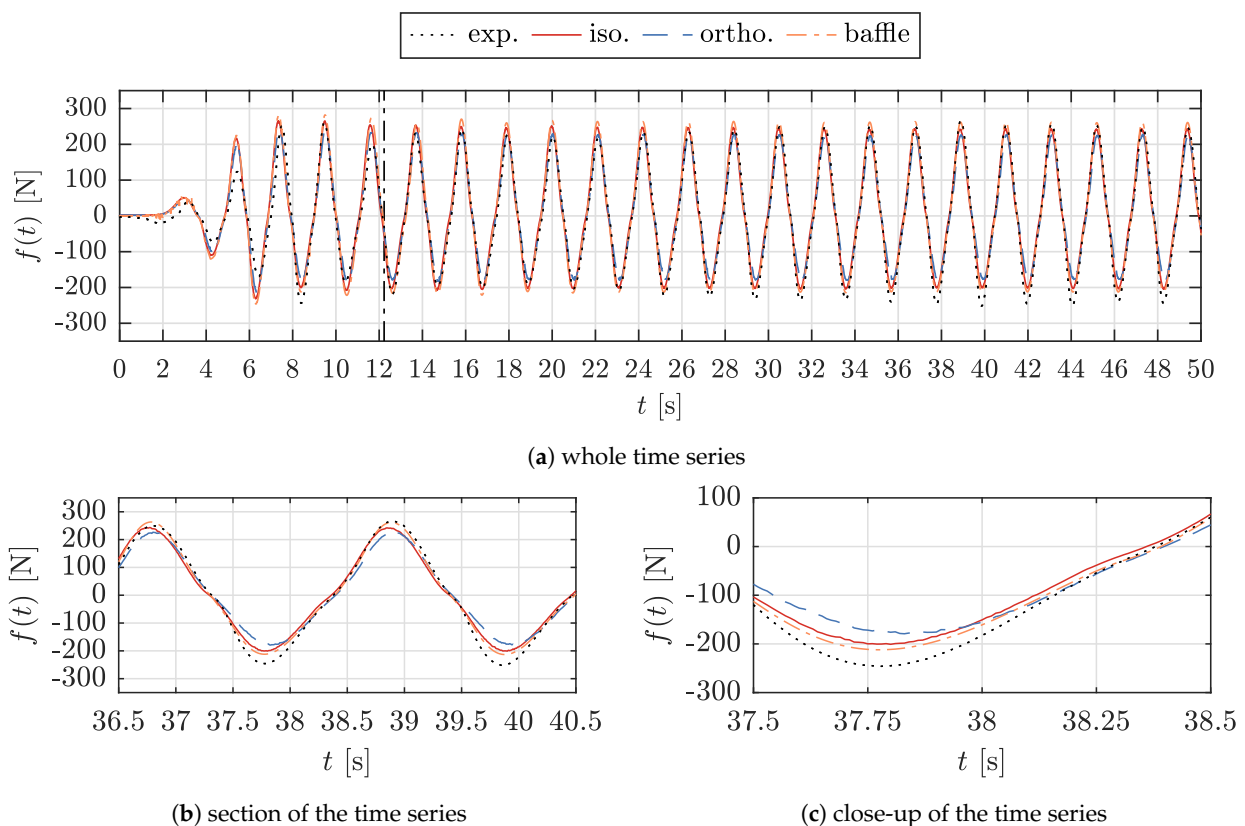 exp. iso. ortho. baffle
300
200
100
0
-100
-200
-300
f(t) [N]
0 2 4 6 8 10 12 14 16 18 20 22 24 26 28 30 32 34 36 38 40 42 44 46 48 50
t [s]
(a) whole time series
300
200
100
0
-100
-200
-300
f(t) [N]
36.5 37 37.5 38 38.5 39 39.5 40 40.5
t [s]
(b) section of the time series
100
0
-100
-200
-300
f(t) [N]
37.5 37.75 38 38.25 38.5
t [s]
(c) close-up of the time series